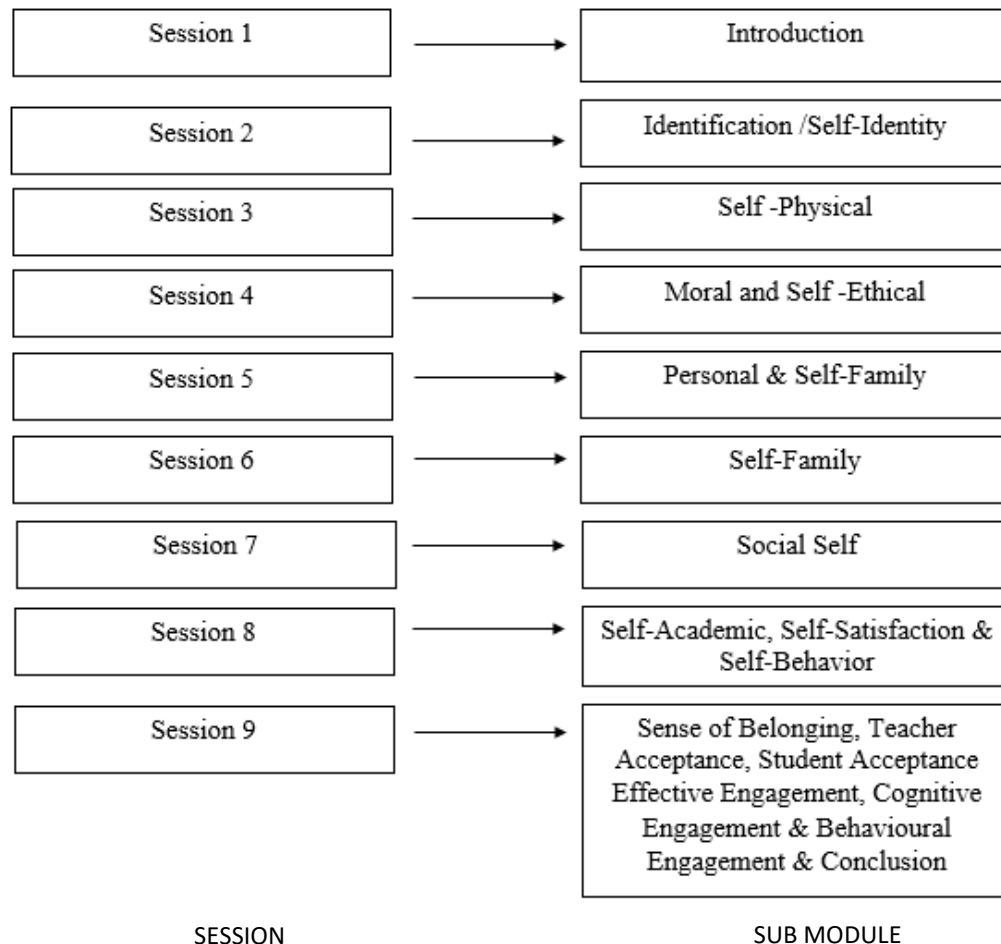 Session 1
Introduction
Session 2
Identification /Self-Identity
Session 3
Self -Physical
Session 4
Moral and Self -Ethical
Session 5
Personal & Self-Family
Session 6
Self-Family
Session 7
Social Self
Session 8
Self-Academic, Self-Satisfaction &
Self-Behavior
Session 9
Sense of Belonging, Teacher
Acceptance, Student Acceptance
Effective Engagement, Cognitive
Engagement & Behavioural
Engagement & Conclusion
SESSION
SUB MODULE